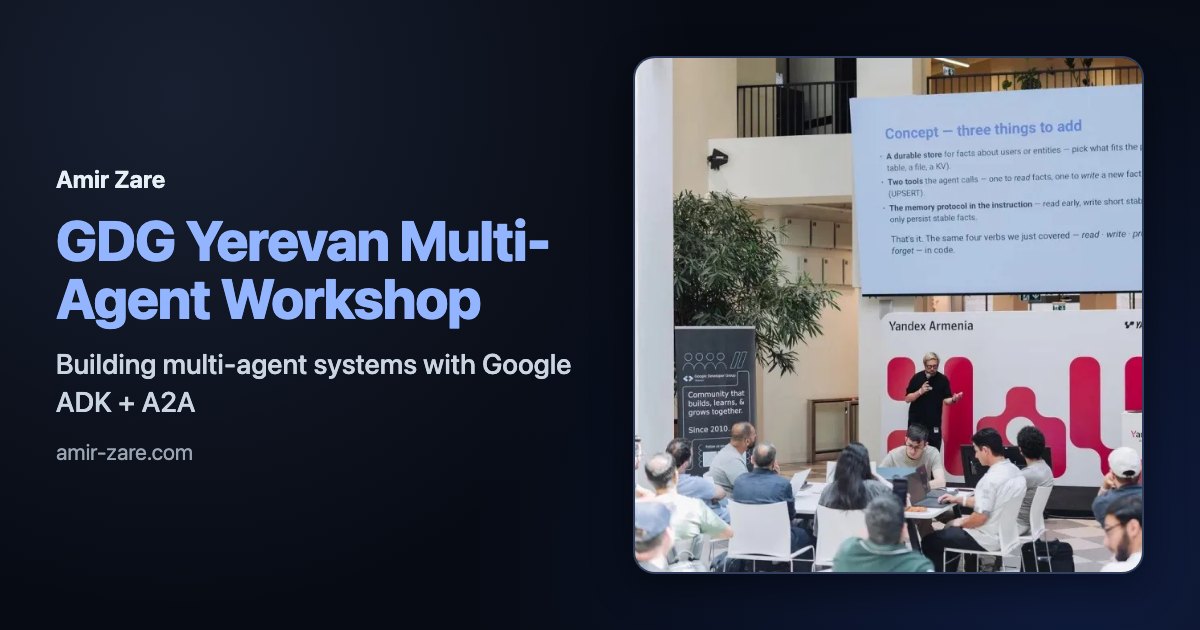 Amir Zare
GDG Yerevan Multi-
Agent Workshop
Building multi-agent systems with Google
ADK + A2A
amir-zare.com
Concept — three things to add
· A durable store for facts about users or entities — pick what fits the
table, a file, a KV).
· Two tools the agent calls — one to read facts, one to write a new fact
(UPSERT).
· The memory protocol in the instruction — read early, write short
only persist stable facts.
That's it. The same four verbs we just covered — read · write ·
forget — in code.
Yandex Armenia
Google Developer Group
Community that
builds, learns, &
grows together.
Since 2010.